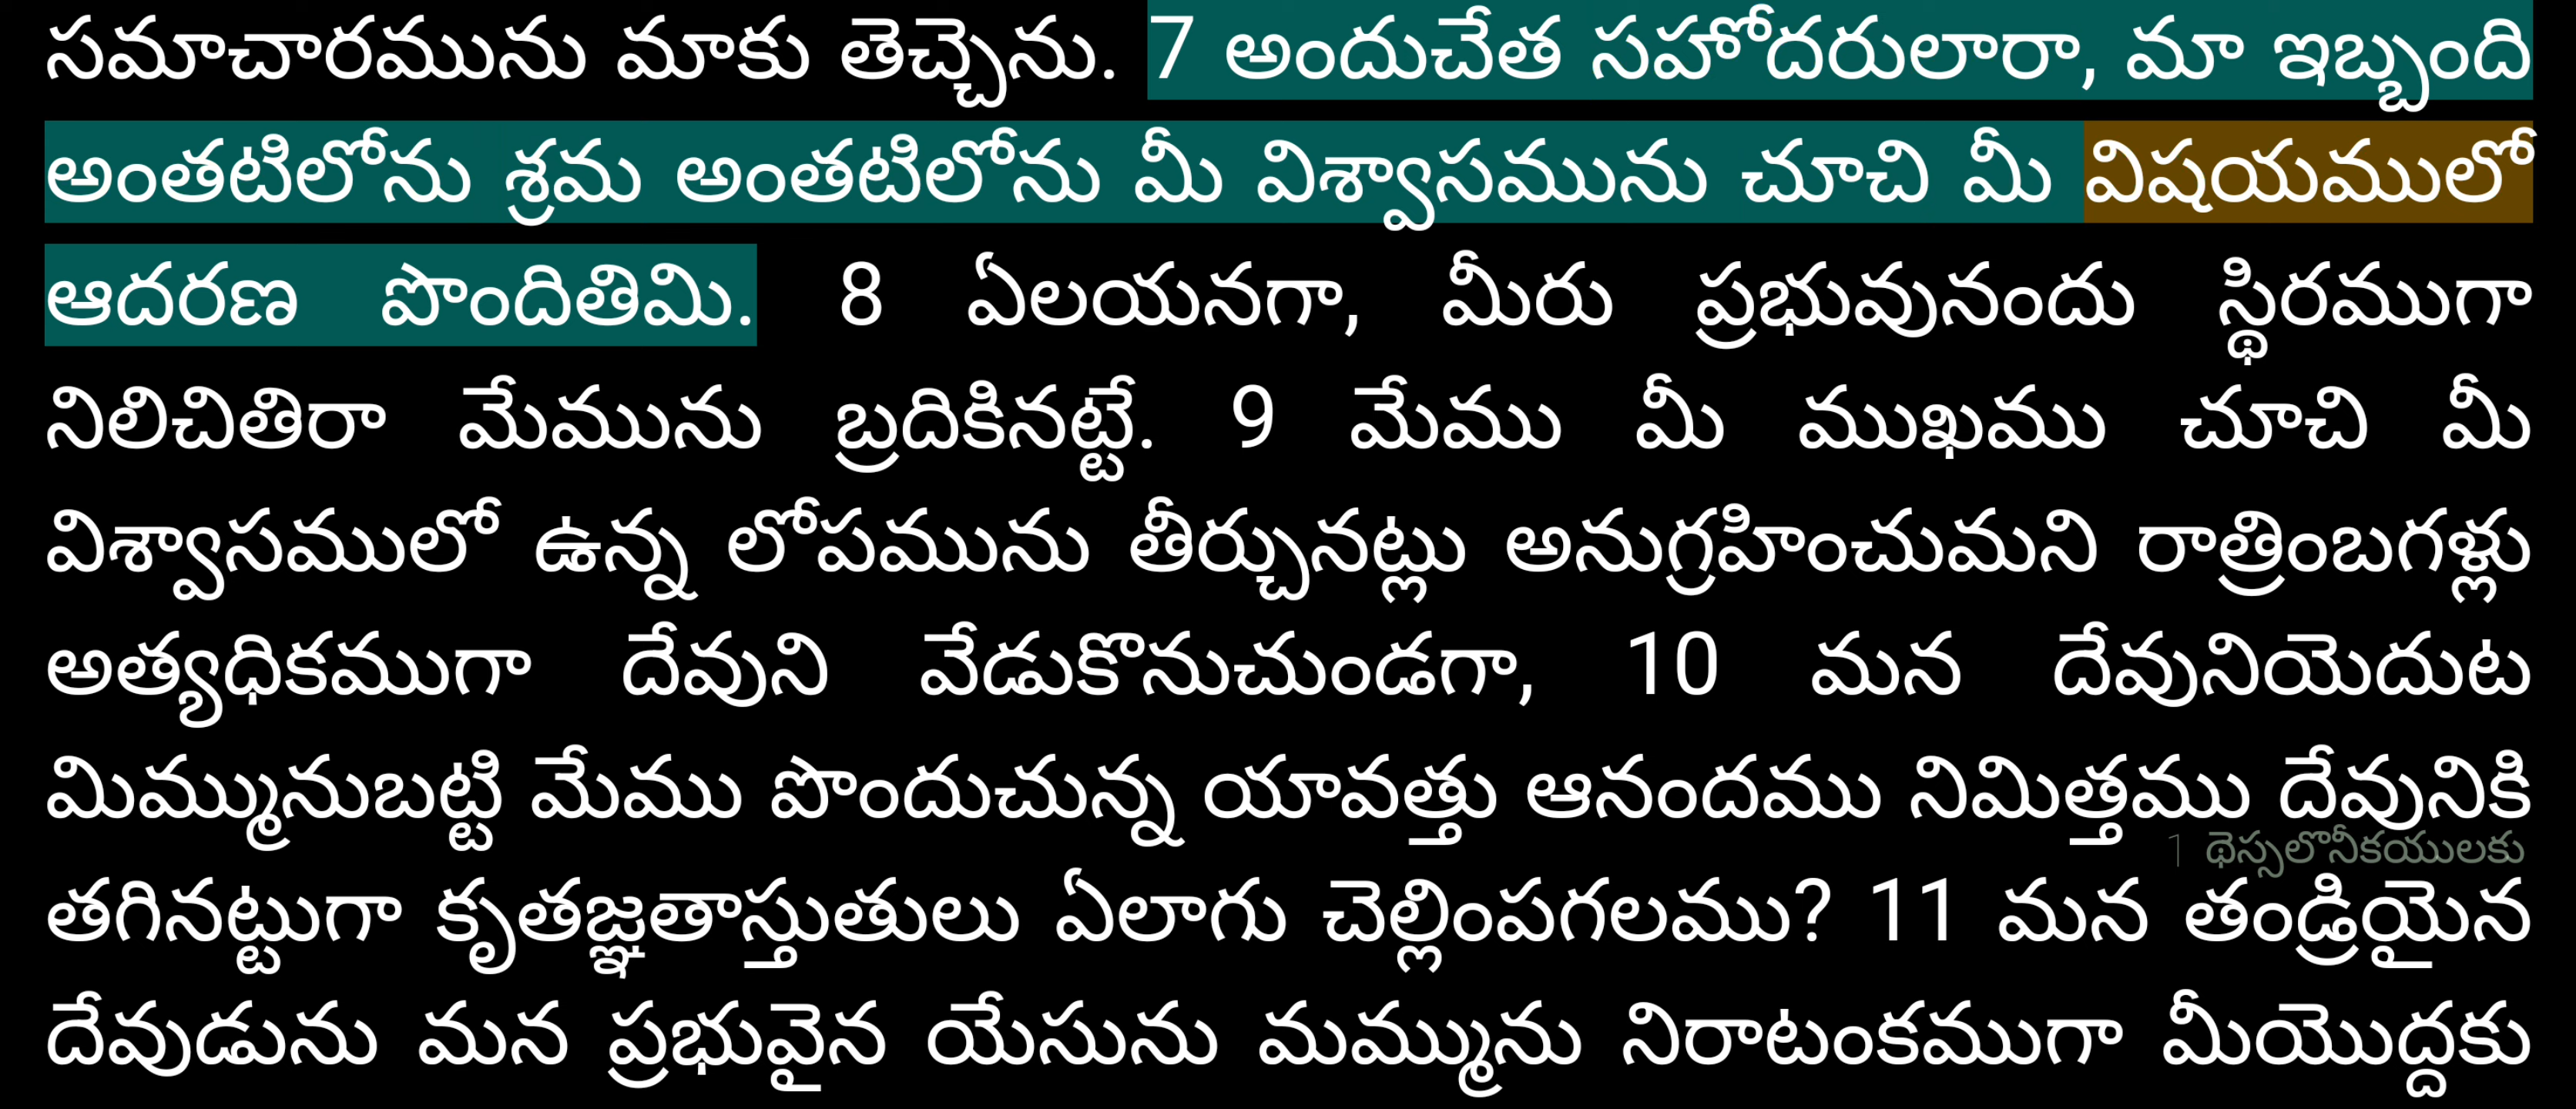 సమాచారమును మాకు తెచ్చెను. 7 అందుచేత సహోదరులారా, మా ఇబ్బంది
అంతటిలోను శ్రమ అంతటిలోను మీ విశ్వాసమును చూచి మీ విషయములో
ఆదరణ పొందితిమి. 8 ఏలయనగా, మీరు ప్రభువునందు స్థిరముగా
నిలిచితిరా మేమును బ్రదికినట్టే. 9 మేము మీ ముఖము చూచి మీ
విశ్వాసములో ఉన్న లోపమును తీర్చునట్లు అనుగ్రహించుమని రాత్రింబగళ్లు
అత్యధికముగా దేవుని వేడుకొనుచుండగా, 10 మన దేవునియెదుట
మిమ్మునుబట్టి మేము పొందుచున్న యావత్తు ఆనందము నిమిత్తము దేవునికి
1 థెస్సలొనీకయులకు
తగినట్టుగా కృతజ్ఞతాస్తుతులు ఏలాగు చెల్లింపగలము? 11 మన తండ్రియైన
దేవుడును మన ప్రభువైన యేసును మమ్మును నిరాటంకముగా మీయొద్దకు